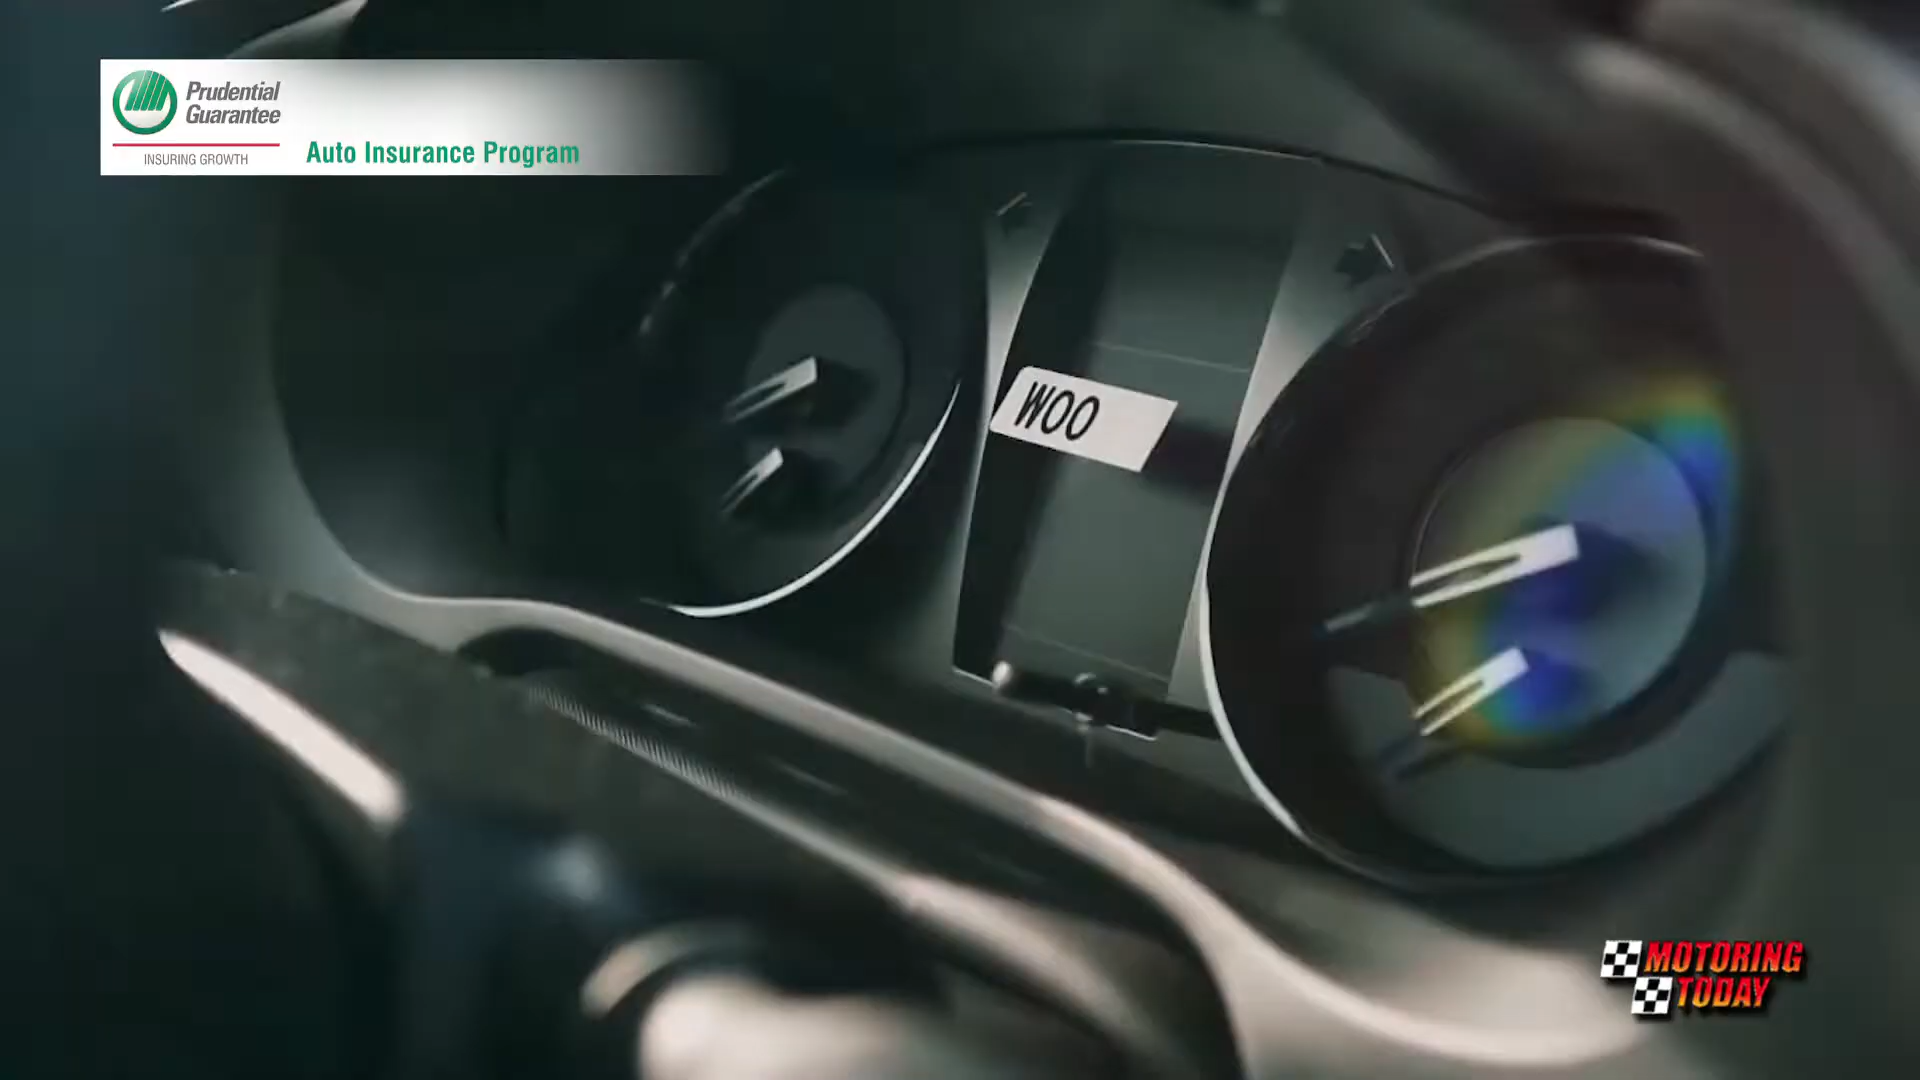 Prudential
Guarantee
INSURING GROWTH
Auto Insurance Program
WOO
MOTORING
TODAY